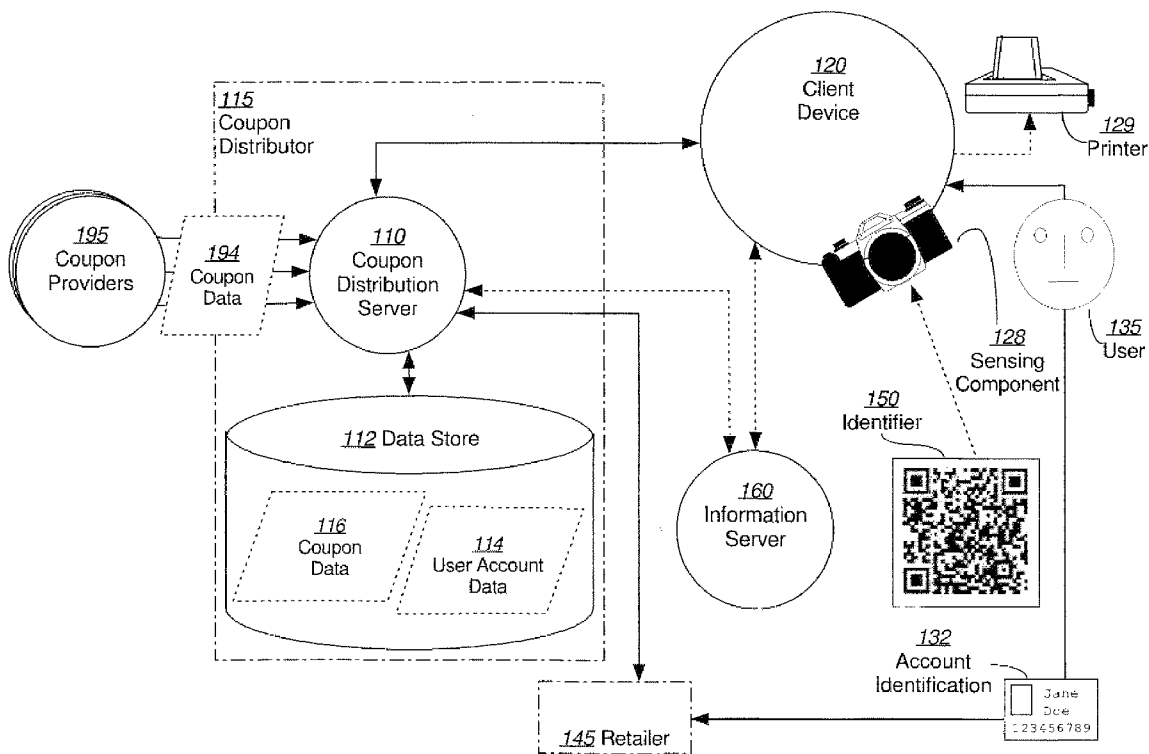 115
Coupon
Distributor
195
Coupon
Providers
194
Coupon
Data
110
Coupon
Distribution
Server
120
Client
Device
129
Printer
128
Sensing
Component
135
User
150
Identifier
112 Data Store
116
Coupon
Data
114
User Account
Data
160
Information
Server
132
Account
Identification
Jane
Doe
123456789
145 Retailer